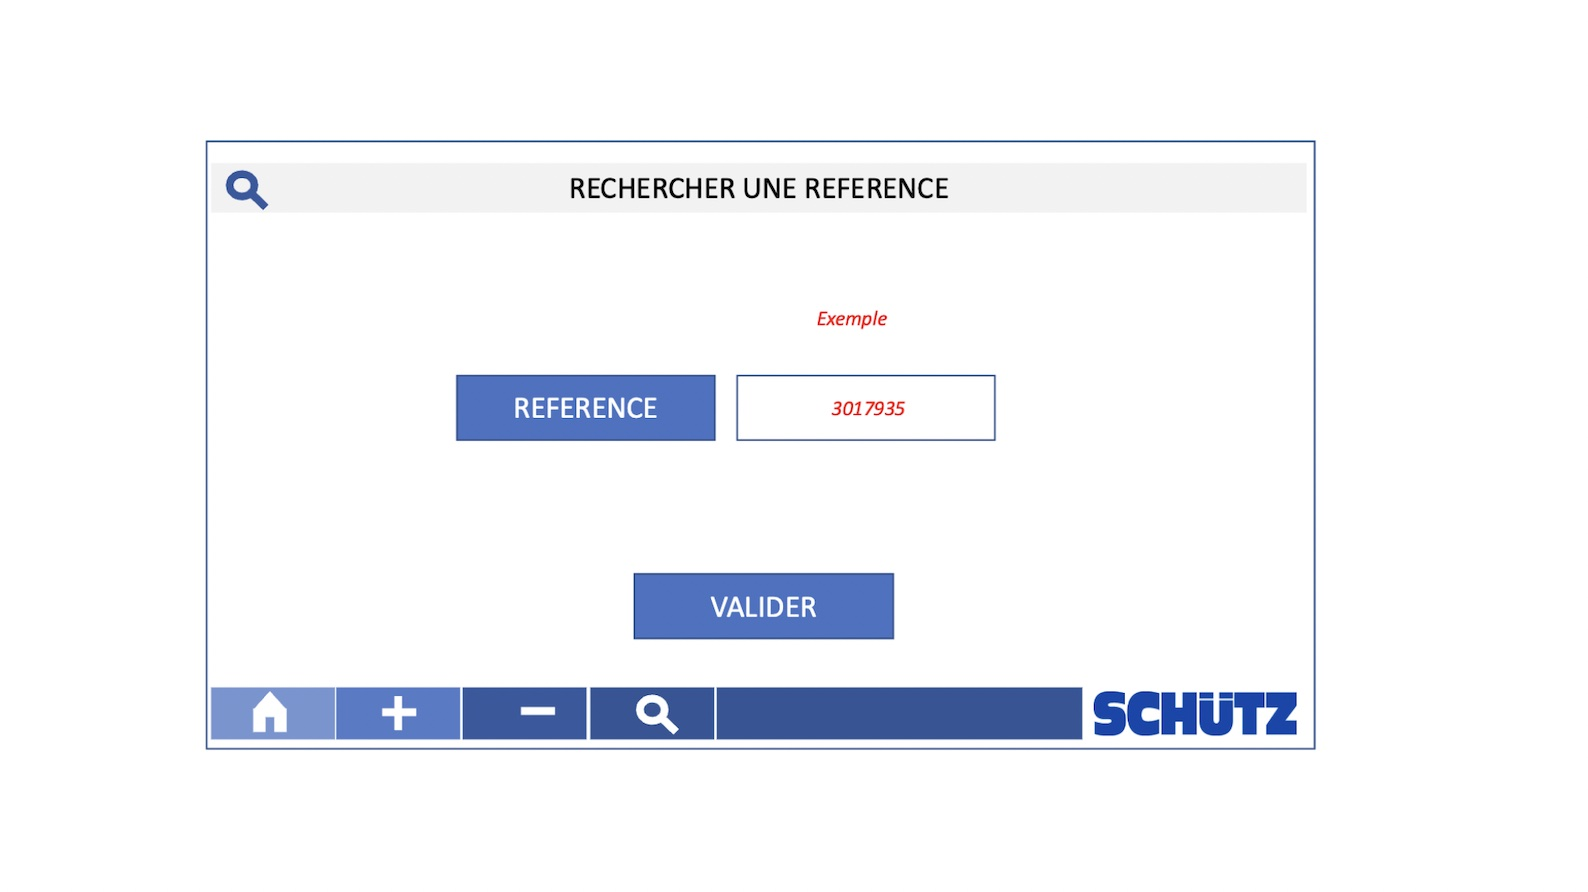 RECHERCHER UNE REFERENCE
Exemple
REFERENCE
3017935
VALIDER
SCHÜTZ